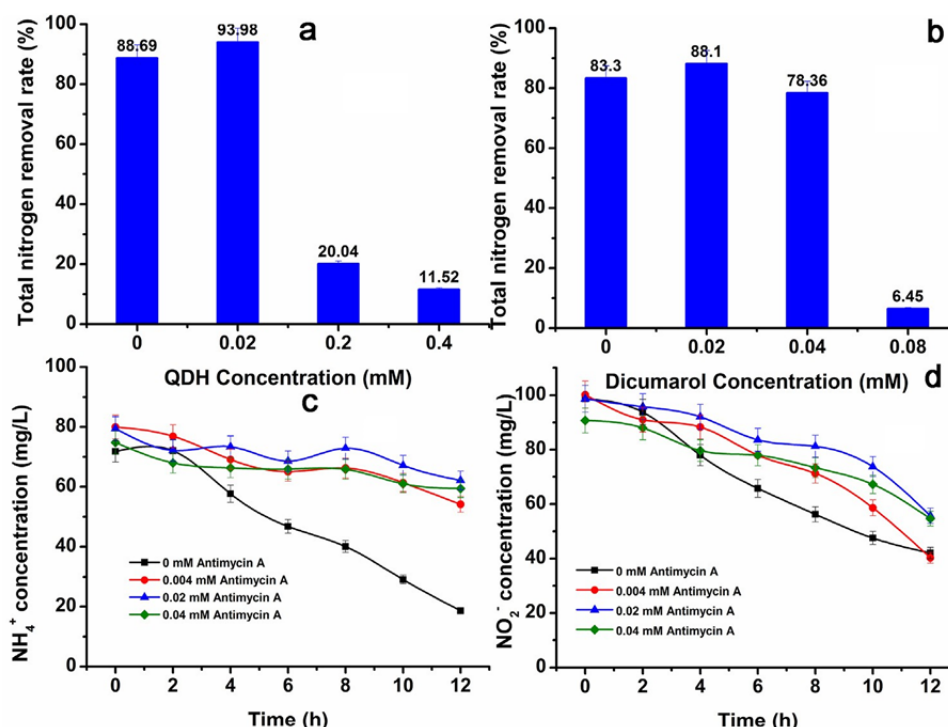 a
Total nitrogen removal rate (%)
100
80
60
40
20
0
88.69
93.98
20.04
11.52
0
0.02
0.2
0.4
QDH Concentration (mM)
b
Total nitrogen removal rate (%)
100
80
60
40
20
0
83.3
88.1
78.36
6.45
0
0.02
0.04
0.08
Dicumarol Concentration (mM)
c
NH₄⁺ concentration (mg/L)
100
80
60
40
20
0
0 mM Antimycin A
0.004 mM Antimycin A
0.02 mM Antimycin A
0.04 mM Antimycin A
0
2
4
6
8
10
12
Time (h)
d
NO₂⁻ concentration (mg/L)
100
80
60
40
20
0
0 mM Antimycin A
0.004 mM Antimycin A
0.02 mM Antimycin A
0.04 mM Antimycin A
0
2
4
6
8
10
12
Time (h)